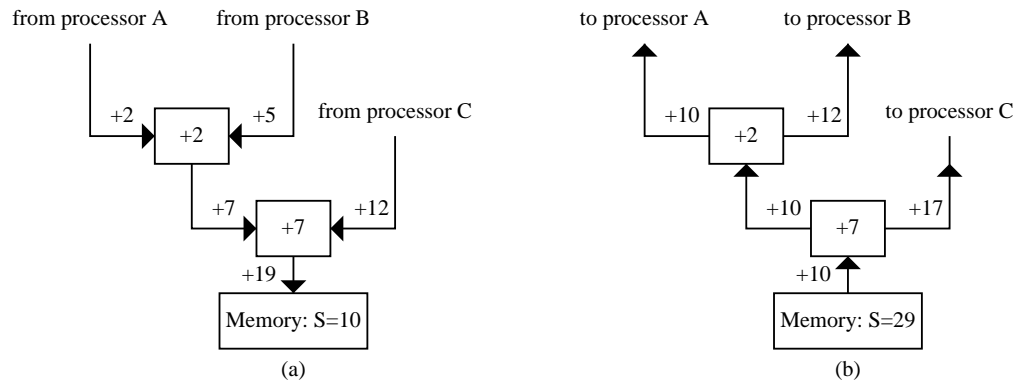 from processor A
from processor B
+2
+2
+5
from processor C
+7
+7
+12
+19
Memory: S=10
(a)
to processor A
to processor B
+10
+2
+12
to processor C
+10
+7
+17
+10
Memory: S=29
(b)